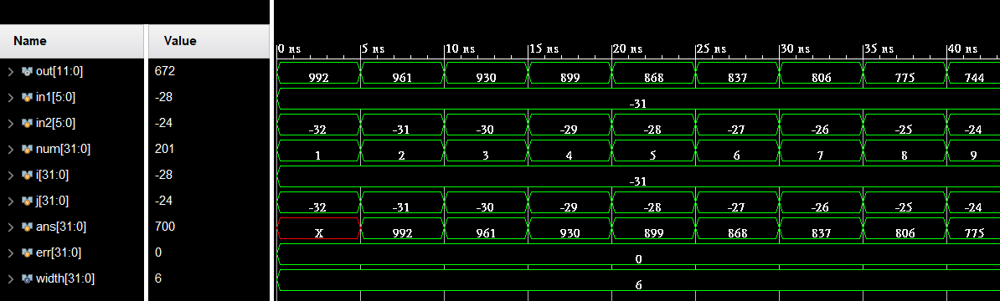 Name Value
0 ns 5 ns 10 ns 15 ns 20 ns 25 ns 30 ns 35 ns 40 ns
out[11:0] 672 992 961 930 899 868 837 806 775 744
in1[5:0] -28 -31
in2[5:0] -24 -32 -31 -30 -29 -28 -27 -26 -25 -24
num[31:0] 201 1 2 3 4 5 6 7 8 9
i[31:0] -28 -31
j[31:0] -24 -32 -31 -30 -29 -28 -27 -26 -25 -24
ans[31:0] 700 X 992 961 930 899 868 837 806 775
err[31:0] 0 0
width[31:0] 6 6